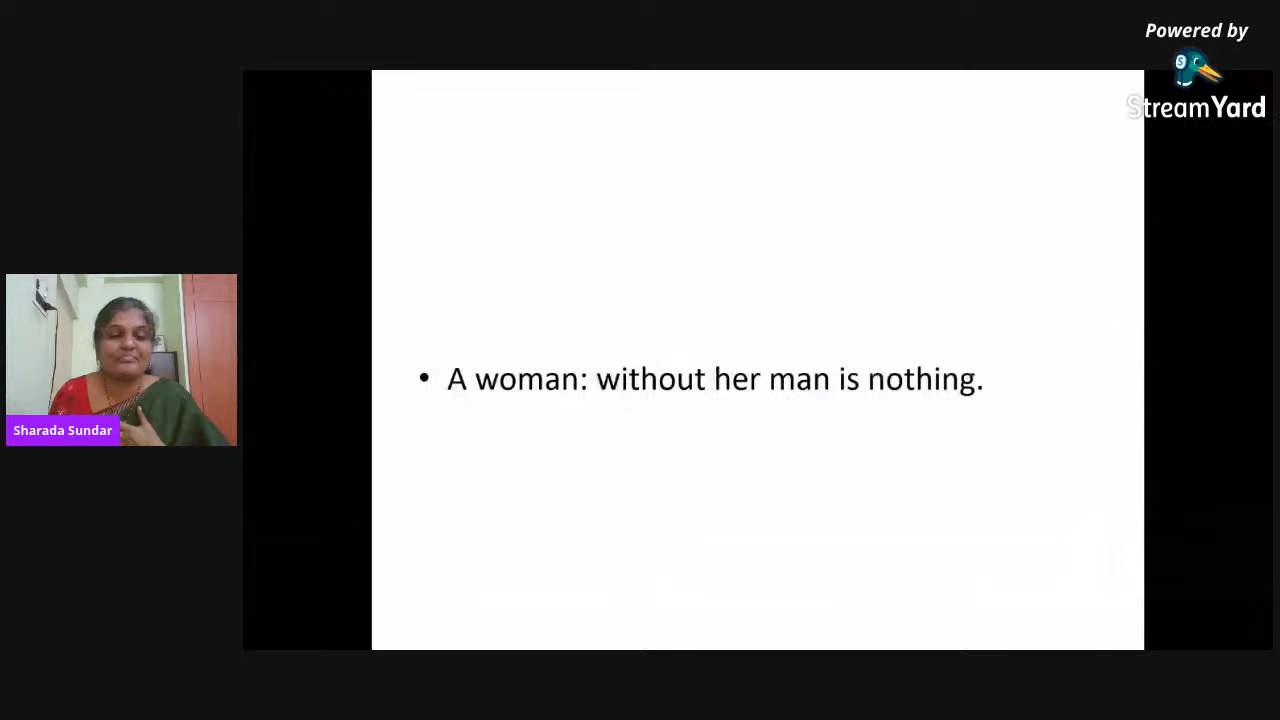 Powered by
StreamYard
• A woman: without her man is nothing.
Sharada Sundar